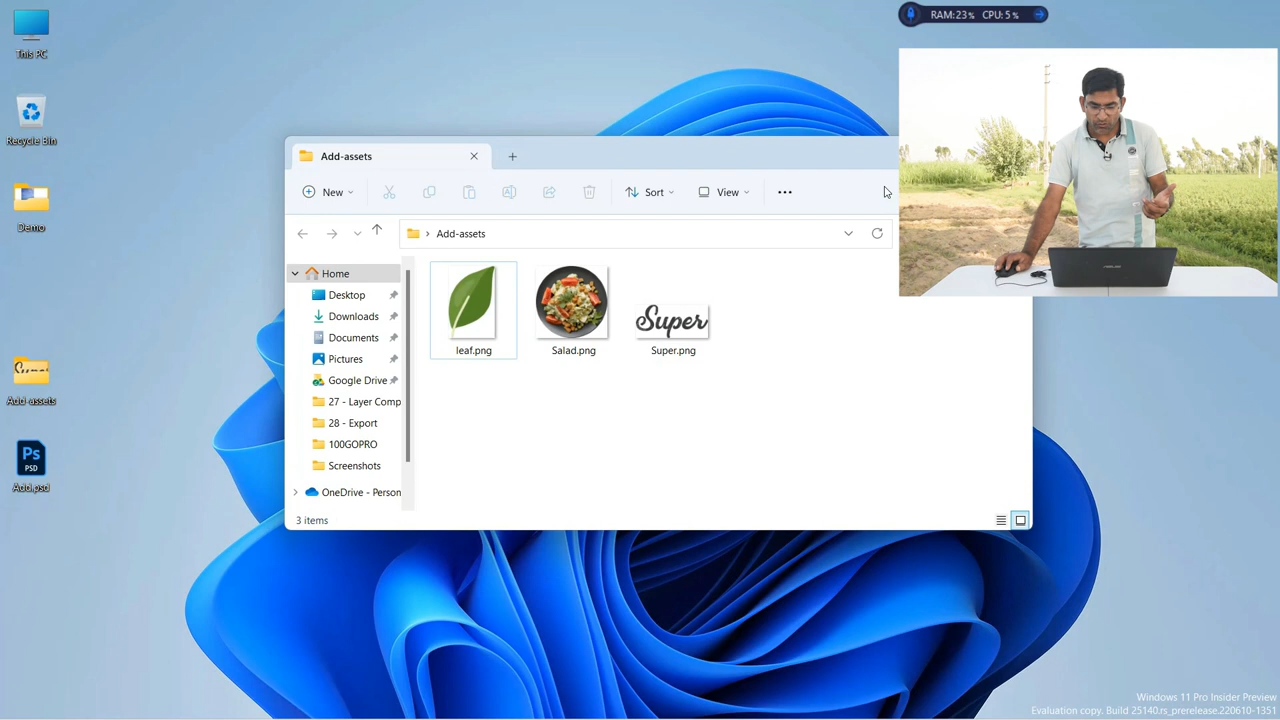 RAM:23% CPU: 5%
This PC
Recycle Bin
Demo
Add-assets
Ps
PSD
Add.psd
Add-assets
New
Sort
View
Add-assets
Home
Desktop
Downloads
Documents
Pictures
Google Drive
27 - Layer Comp
28 - Export
100GOPRO
Screenshots
OneDrive - Person
leaf.png
Salad.png
Super
Super.png
3 items
Windows 11 Pro Insider Preview
Evaluation copy. Build 25140.rs_prerelease.220610-1351